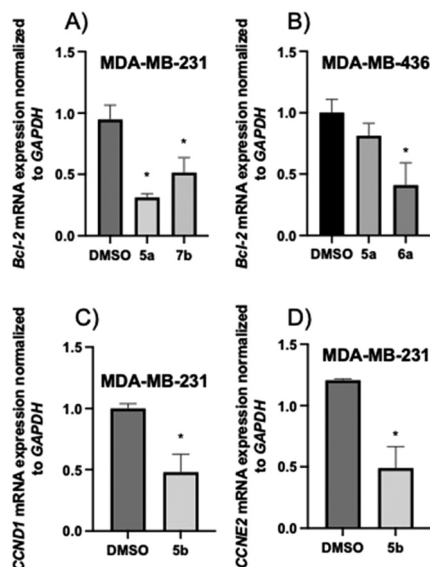 A)
MDA-MB-231
Bcl-2 mRNA expression normalized
to GAPDH
1.5
1.0
0.5
0.0
*
*
DMSO 5a 7b
B)
MDA-MB-436
Bcl-2 mRNA expression normalized
to GAPDH
1.5
1.0
0.5
0.0
*
DMSO 5a 6a
C)
MDA-MB-231
CCND1 mRNA expression normalized
to GAPDH
1.5
1.0
0.5
0.0
*
DMSO 5b
D)
MDA-MB-231
CCNE2 mRNA expression normalized
to GAPDH
1.5
1.0
0.5
0.0
*
DMSO 5b